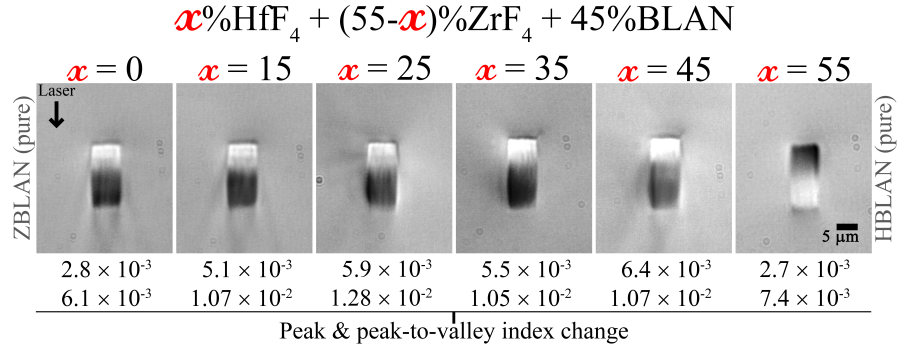 x%HfF₄ + (55-x)%ZrF₄ + 45%BLAN
x = 0 x = 15 x = 25 x = 35 x = 45 x = 55
Laser
ZBLAN (pure)
HBLAN (pure)
5 μm
2.8 × 10⁻³ 5.1 × 10⁻³ 5.9 × 10⁻³ 5.5 × 10⁻³ 6.4 × 10⁻³ 2.7 × 10⁻³
6.1 × 10⁻³ 1.07 × 10⁻² 1.28 × 10⁻² 1.05 × 10⁻² 1.07 × 10⁻² 7.4 × 10⁻³
Peak & peak-to-valley index change